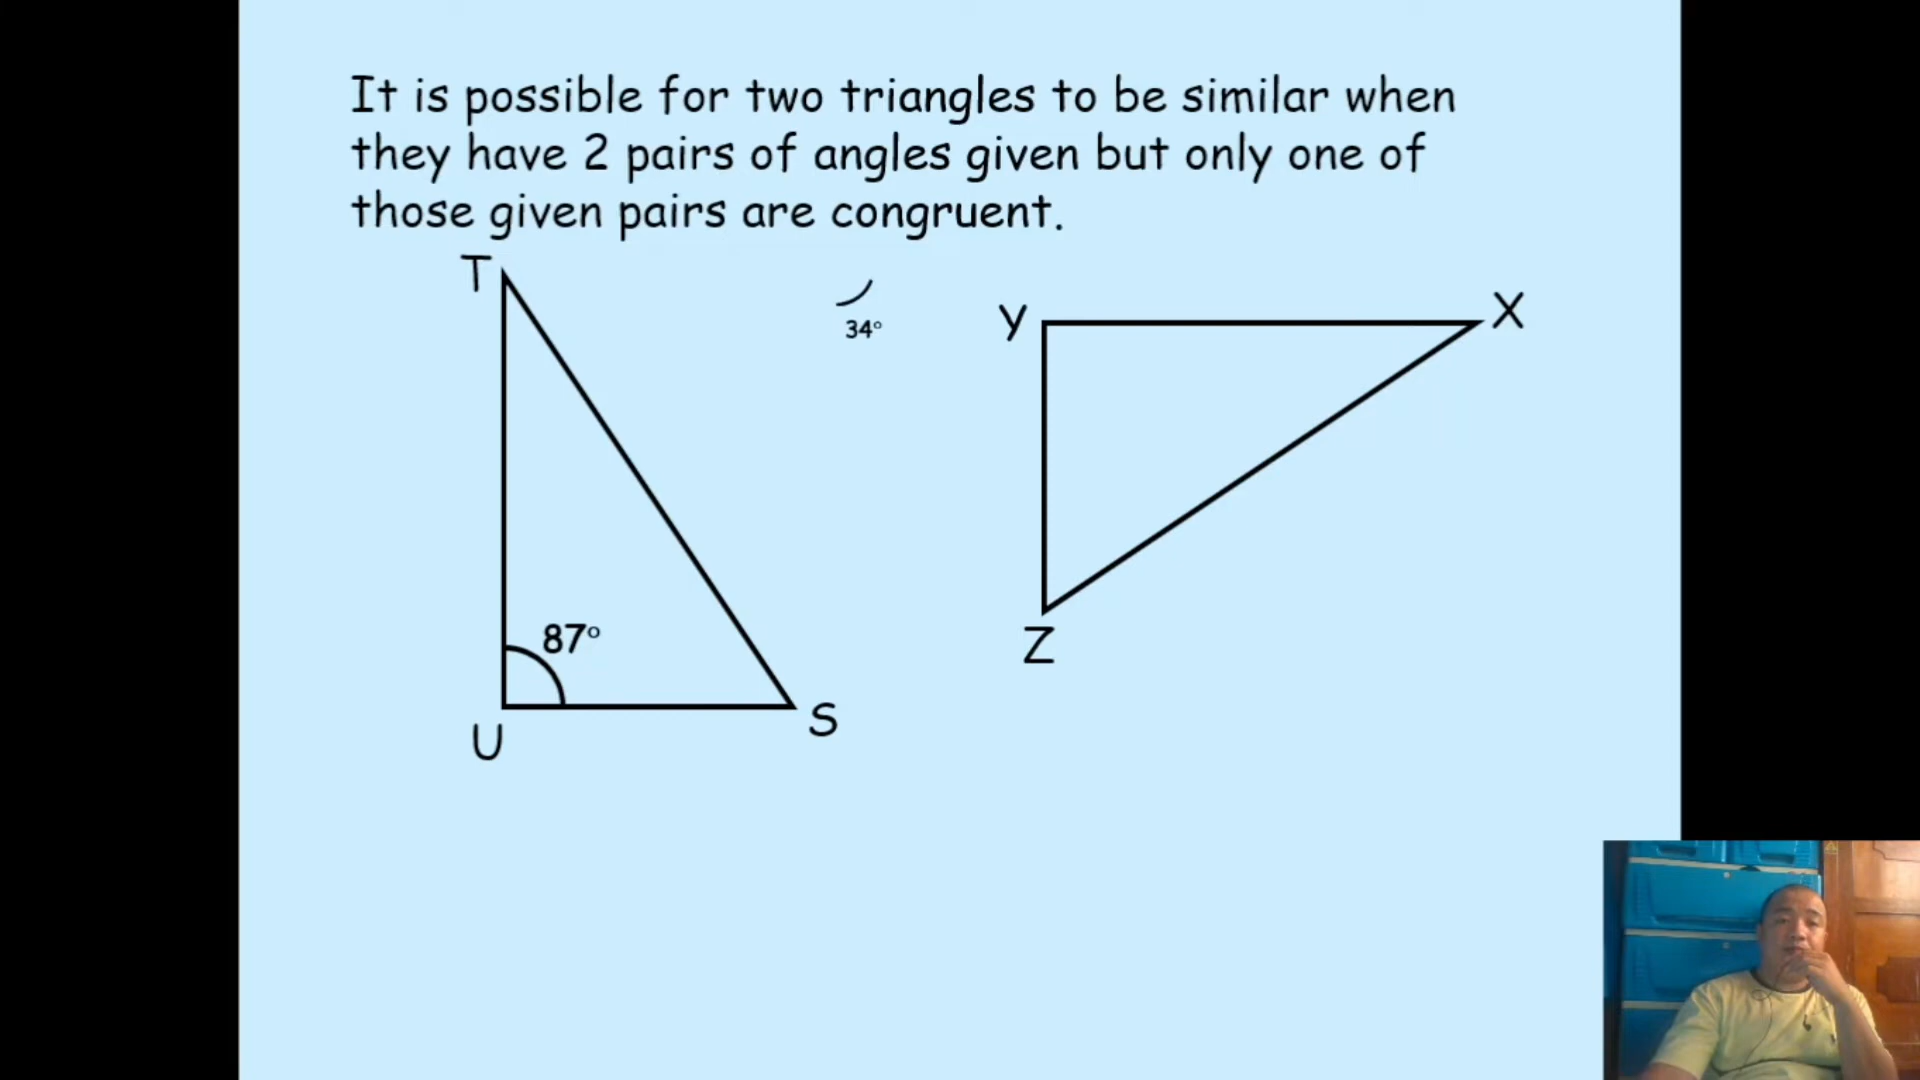 It is possible for two triangles to be similar when
they have 2 pairs of angles given but only one of
those given pairs are congruent.
T
34°
Y
X
87°
Z
U
S